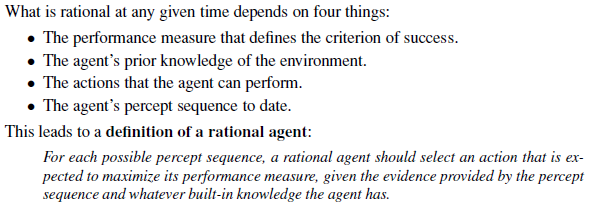 What is rational at any given time depends on four things:
• The performance measure that defines the criterion of success.
• The agent's prior knowledge of the environment.
• The actions that the agent can perform.
• The agent's percept sequence to date.
This leads to a definition of a rational agent:
For each possible percept sequence, a rational agent should select an action that is ex-
pected to maximize its performance measure, given the evidence provided by the percept
sequence and whatever built-in knowledge the agent has.